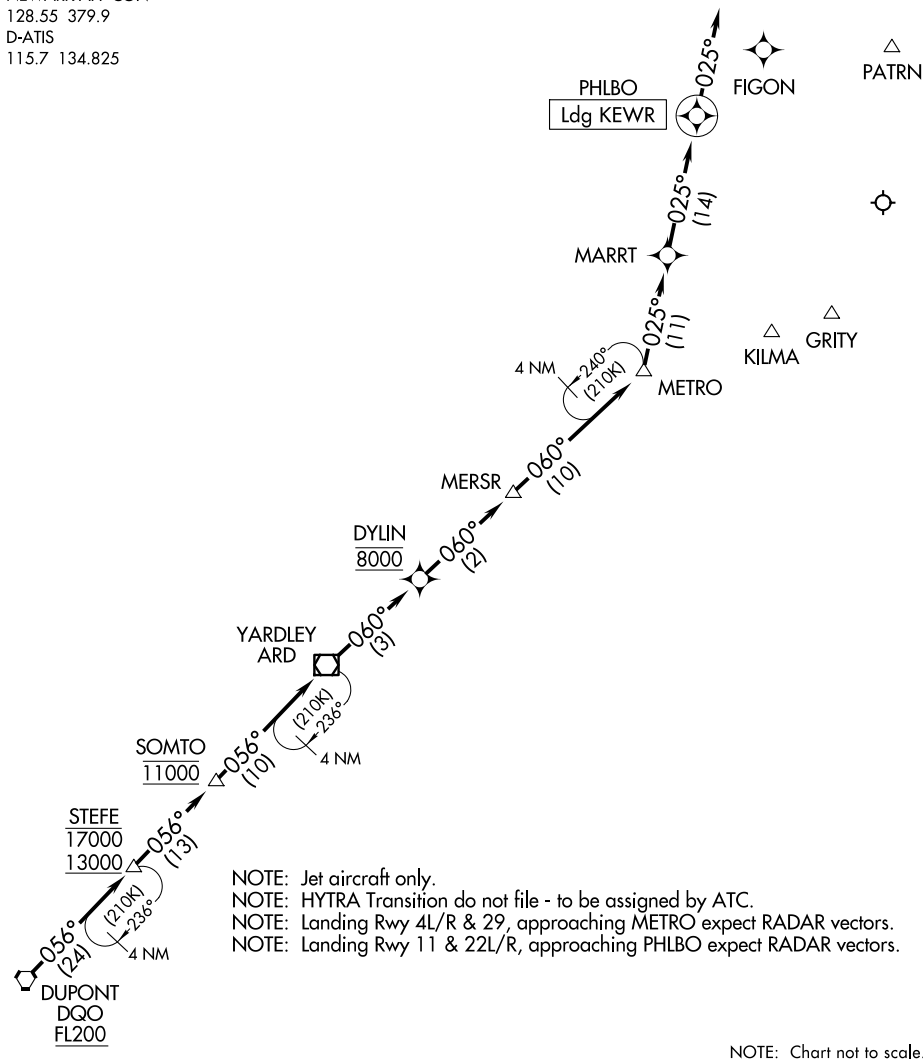 128.55 379.9
D-ATIS
115.7 134.825
025°
FIGON
PATRN
PHLBO
Ldg KEWR
025°
(14)
MARRT
025°
(11)
KILMA
GRITY
4 NM
240°
(210K)
METRO
MERSR
060°
(10)
DYLIN
8000
060°
(2)
YARDLEY
ARD
060°
(3)
(210K)
236°
4 NM
SOMTO
11000
056°
(10)
STEFE
17000
13000
056°
(13)
(210K)
236°
4 NM
056°
(24)
DUPONT
DQO
FL200
NOTE: Jet aircraft only.
NOTE: HYTRA Transition do not file - to be assigned by ATC.
NOTE: Landing Rwy 4L/R & 29, approaching METRO expect RADAR vectors.
NOTE: Landing Rwy 11 & 22L/R, approaching PHLBO expect RADAR vectors.
NOTE: Chart not to scale